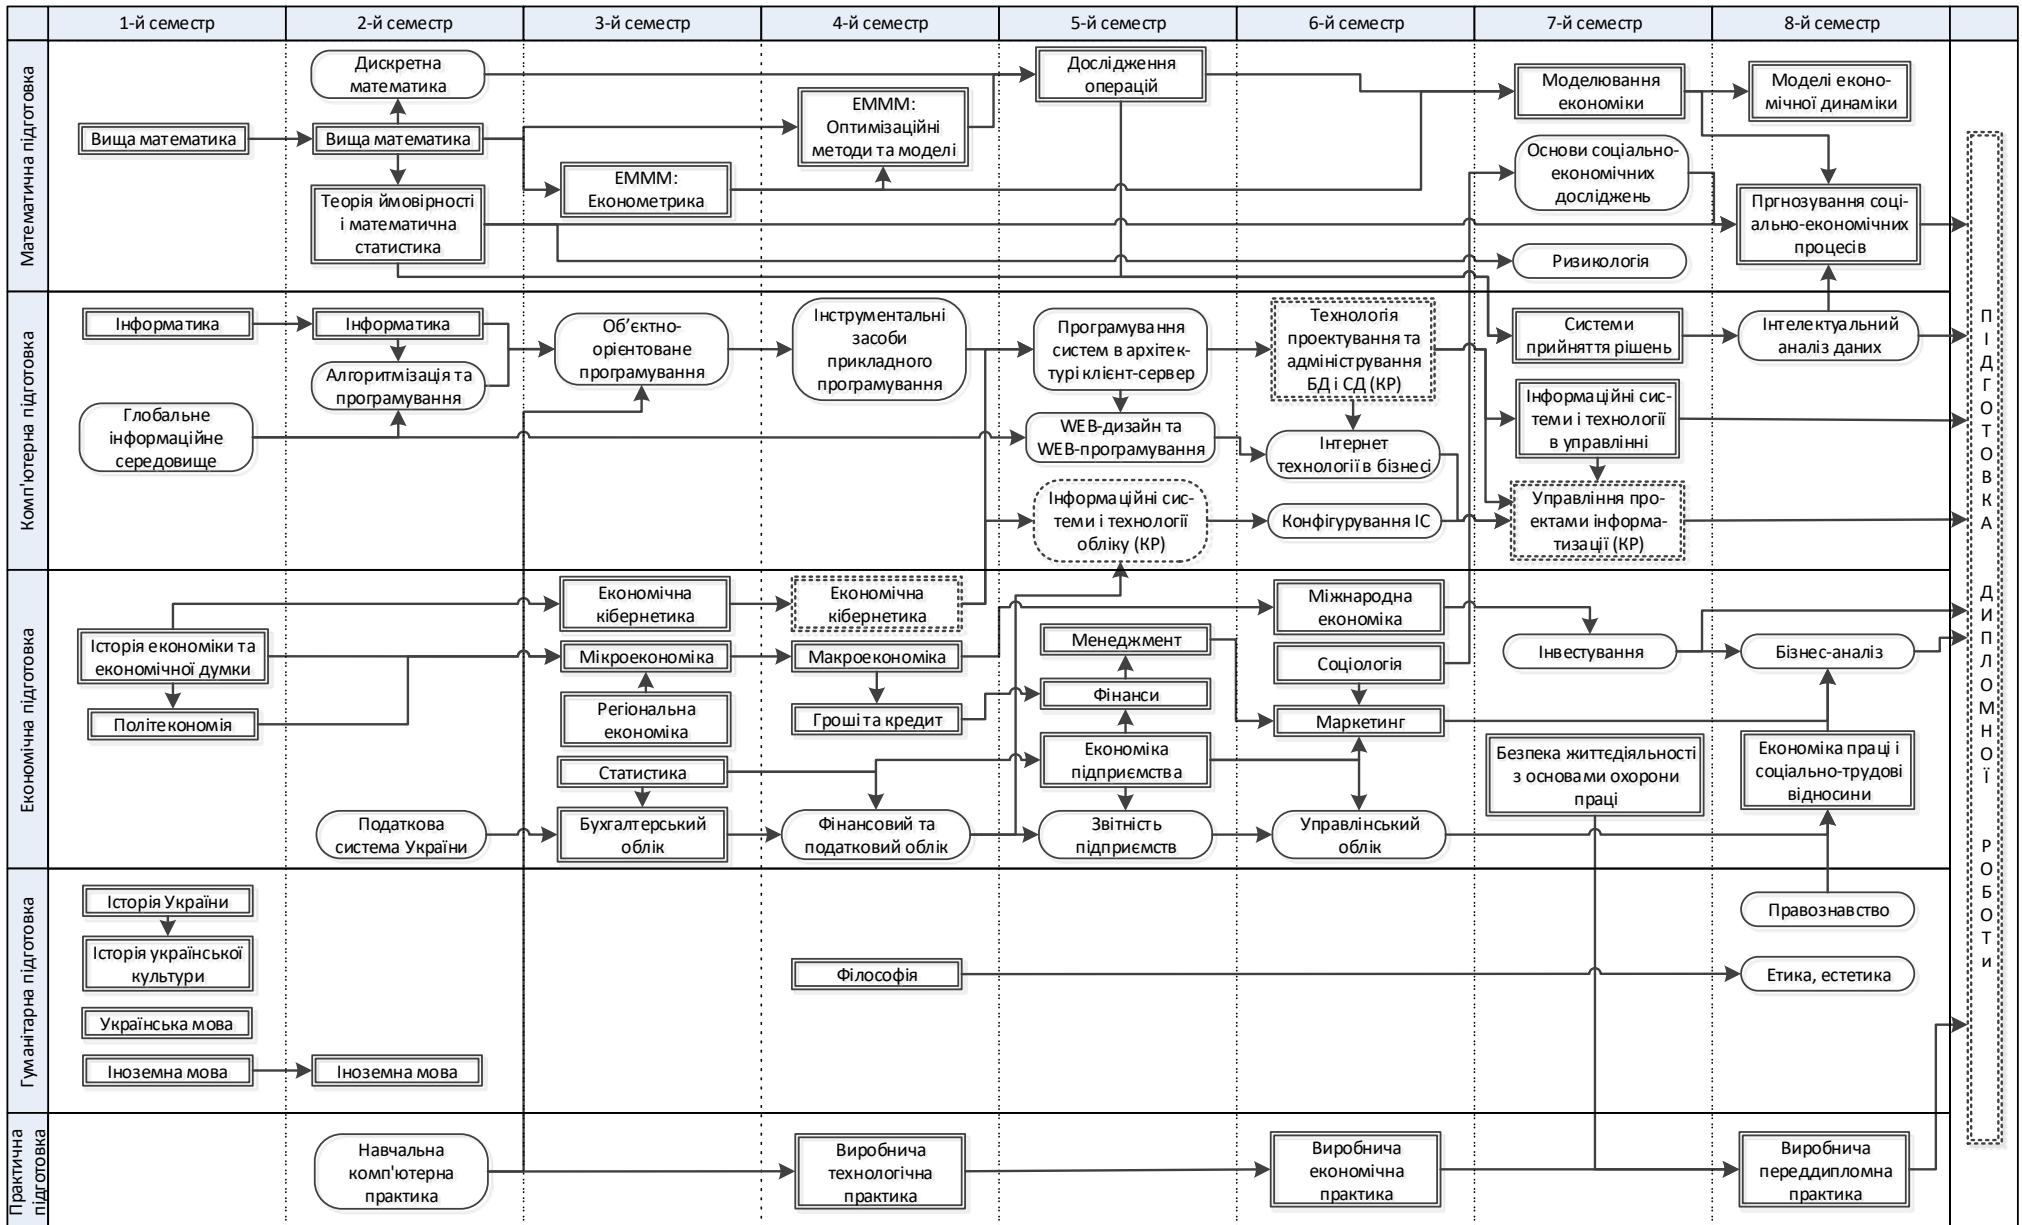 1-й семестр
2-й семестр
3-й семестр
4-й семестр
5-й семестр
6-й семестр
7-й семестр
8-й семестр
Математична підготовка
Вища математика
Дискретна
математика
Вища математика
Теорія ймовірності
і математична
статистика
ЕМММ:
Економетрика
ЕМММ:
Оптимізаційні
методи та моделі
Дослідження
операцій
Моделювання
економіки
Основи соціально-
економічних
досліджень
Ризикологія
Моделі еконо-
мічної динаміки
Пргнозування соці-
ально-економічних
процесів
Комп'ютерна підготовка
Інформатика
Глобальне
інформаційне
середовище
Інформатика
Алгоритмізація та
програмування
Об’єктно-
орієнтоване
програмування
Інструментальні
засоби
прикладного
програмування
Програмування
систем в архітек-
турі клієнт-сервер
WEB-дизайн та
WEB-програмування
Інформаційні сис-
теми і технології
обліку (КР)
Технологія
проектування та
адміністрування
БД і СД (КР)
Інтернет
технології в бізнесі
Конфігурування ІС
Системи
прийняття рішень
Інформаційні сис-
теми і технології
в управлінні
Управління про-
ектами інформа-
тизації (КР)
Інтелектуальний
аналіз даних
Економічна підготовка
Історія економіки та
економічної думки
Політекономія
Податкова
система України
Економічна
кібернетика
Мікроекономіка
Регіональна
економіка
Статистика
Бухгалтерський
облік
Економічна
кібернетика
Макроекономіка
Гроші та кредит
Фінансовий та
податковий облік
Менеджмент
Фінанси
Економіка
підприємства
Звітність
підприємств
Міжнародна
економіка
Соціологія
Маркетинг
Управлінський
облік
Інвестування
Безпека життєдіяльності
з основами охорони
праці
Бізнес-аналіз
Економіка праці і
соціально-трудові
відносини
Гуманітарна підготовка
Історія України
Історія української
культури
Українська мова
Іноземна мова
Іноземна мова
Філософія
Правознавство
Етика, естетика
Практична
підготовка
Навчальна
комп'ютерна
практика
Виробнича
технологічна
практика
Виробнича
економічна
практика
Виробнича
переддипломна
практика
ПІДГОТОВКА ДИПЛОМНОЇ РОБОТи